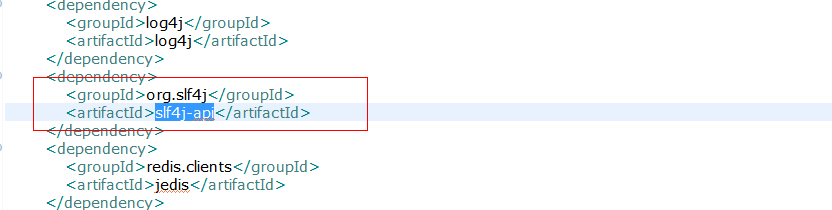 <dependency>
<groupId>log4j</groupId>
<artifactId>log4j</artifactId>
</dependency>
<dependency>
<groupId>org.slf4j</groupId>
<artifactId>slf4j-api</artifactId>
</dependency>
<dependency>
<groupId>redis.clients</groupId>
<artifactId>jedis</artifactId>
</dependency>